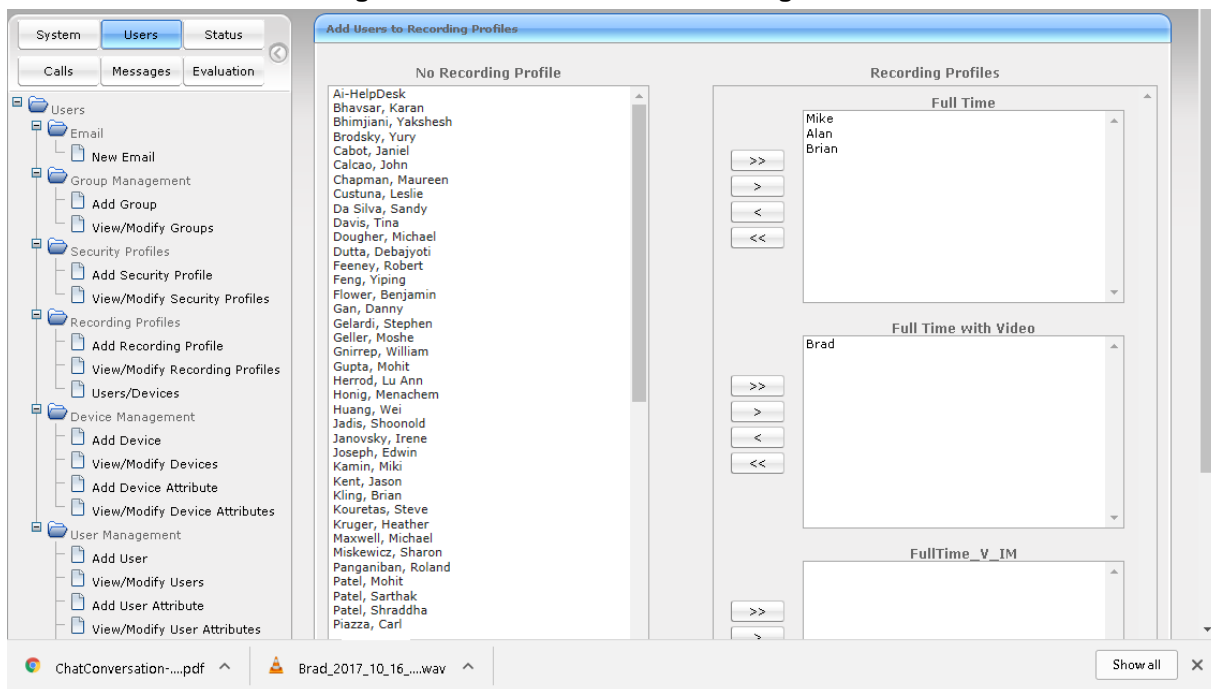 System
Users
Status
Calls
Messages
Evaluation
Users
Email
New Email
Group Management
Add Group
View/Modify Groups
Security Profiles
Add Security Profile
View/Modify Security Profiles
Recording Profiles
Add Recording Profile
View/Modify Recording Profiles
Users/Devices
Device Management
Add Device
View/Modify Devices
Add Device Attribute
View/Modify Device Attributes
User Management
Add User
View/Modify Users
Add User Attribute
View/Modify User Attributes
Add Users to Recording Profiles
No Recording Profile
Ai-HelpDesk
Bhavsar, Karan
Bhimjiani, Yakshesh
Brodsky, Yury
Cabot, Janiel
Calcao, John
Chapman, Maureen
Custuna, Leslie
Da Silva, Sandy
Davis, Tina
Dougher, Michael
Dutta, Debajyoti
Feeney, Robert
Feng, Yiping
Flower, Benjamin
Gan, Danny
Gelardi, Stephen
Geller, Moshe
Gnirrep, William
Gupta, Mohit
Herrod, Lu Ann
Honig, Menachem
Huang, Wei
Jadis, Shoonold
Janovsky, Irene
Joseph, Edwin
Kamin, Miki
Kent, Jason
Kling, Brian
Kouretas, Steve
Kruger, Heather
Maxwell, Michael
Miskewicz, Sharon
Panganiban, Roland
Patel, Mohit
Patel, Sarthak
Patel, Shraddha
Piazza, Carl
Recording Profiles
Full Time
Mike
Alan
Brian
>>
>
<
<<
Full Time with Video
Brad
>>
>
<
<<
FullTime_V_IM
>>
>
ChatConversation-....pdf
Brad_2017_10_16_....wav
Show all